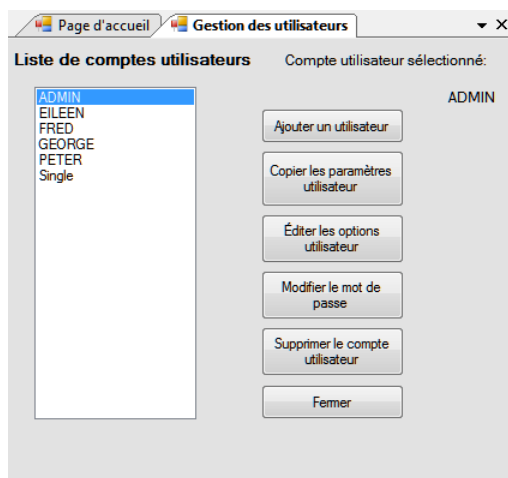 Page d'accueil
Gestion des utilisateurs
Liste de comptes utilisateurs
Compte utilisateur sélectionné:
ADMIN
ADMIN
EILEEN
FRED
GEORGE
PETER
Single
Ajouter un utilisateur
Copier les paramètres
utilisateur
Éditer les options
utilisateur
Modifier le mot de
passe
Supprimer le compte
utilisateur
Fermer